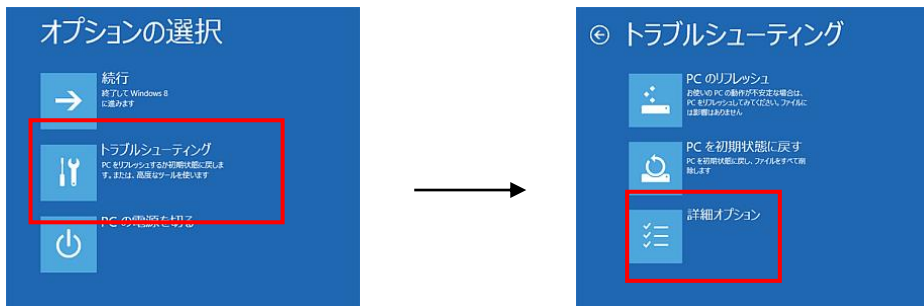 オプションの選択
続行
終了して Windows 8
に進みます
トラブルシューティング
PC をリフレッシュするか初期状態に戻しま
す。または、高度なツールを使います
PC の電源を切る
トラブルシューティング
PC のリフレッシュ
お使いの PC の動作が不安定な場合は、
PC をリフレッシュしてみてください。ファイルに
は影響はありません
PC を初期状態に戻す
PC を初期状態に戻し、ファイルをすべて削
除します
詳細オプション